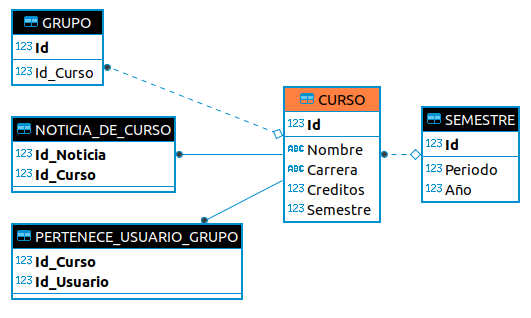 GRUPO
123 Id
123 Id_Curso
NOTICIA_DE_CURSO
123 Id_Noticia
123 Id_Curso
PERTENECE_USUARIO_GRUPO
123 Id_Curso
123 Id_Usuario
CURSO
123 Id
ABC Nombre
ABC Carrera
123 Creditos
123 Semestre
SEMESTRE
123 Id
123 Periodo
123 Año